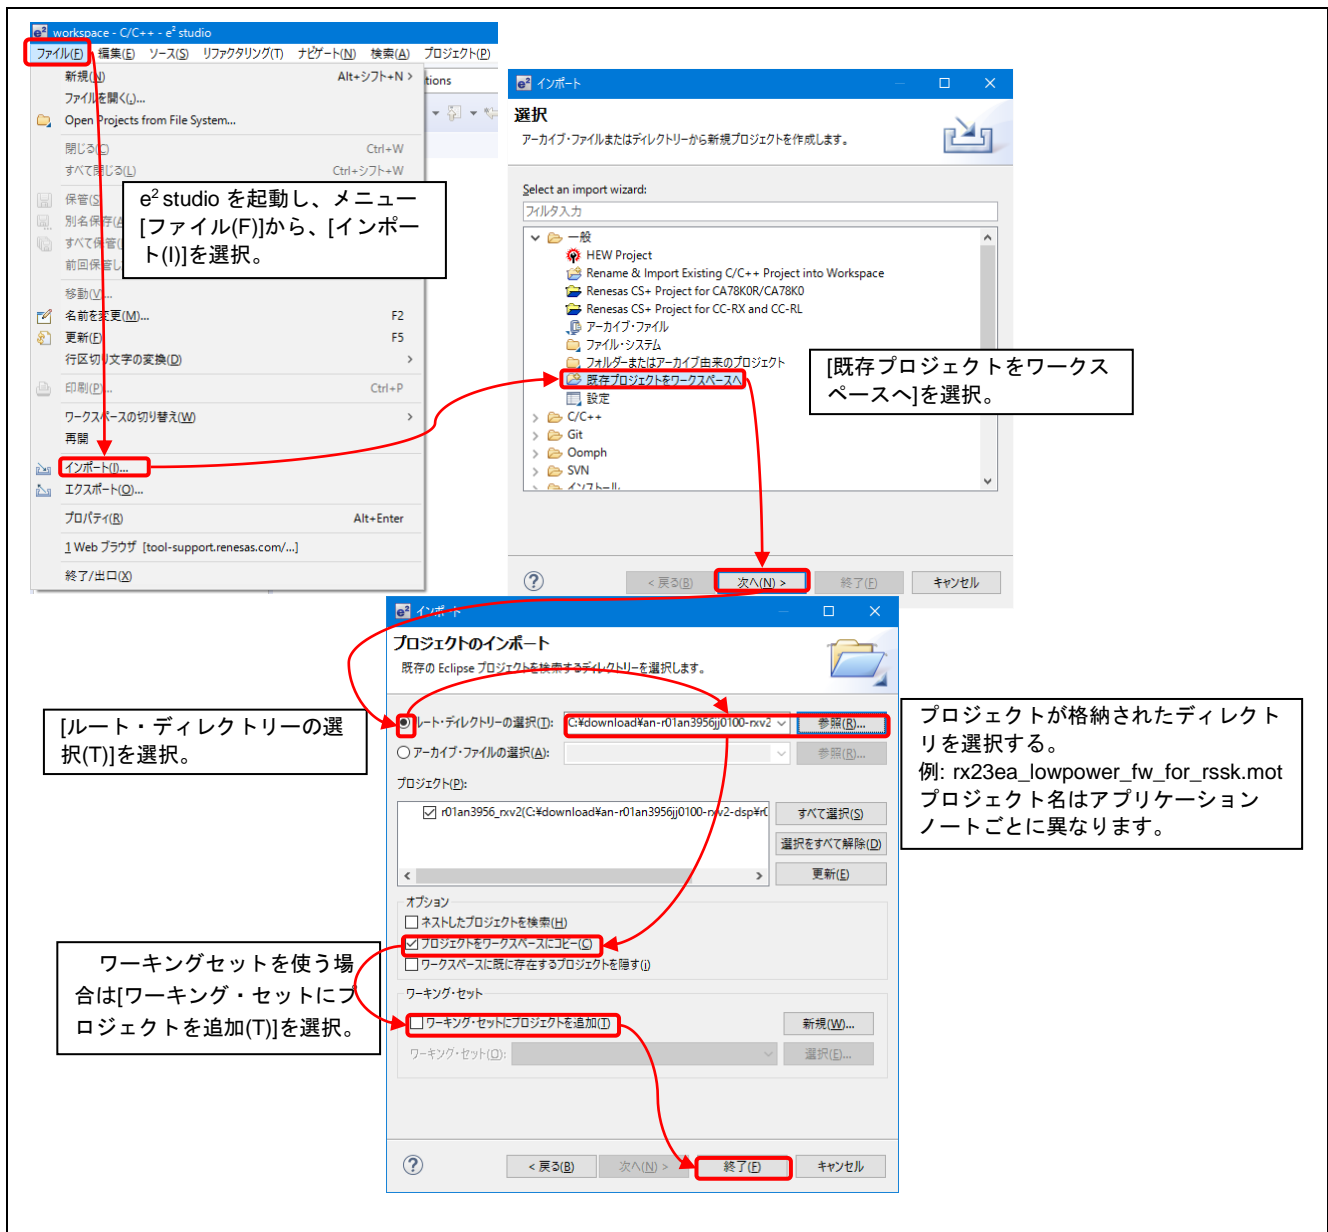 workspace - C/C++ - e² studio
ファイル(F) 編集(E) ソース(S) リファクタリング(T) ナビゲート(N) 検索(A) プロジェクト(P)
新規(N) Alt+シフト+N >
ファイルを開く(.)...
Open Projects from File System...
閉じる(C) Ctrl+W
すべて閉じる(L) Ctrl+シフト+W
保管(S)
別名保存(A
すべて保管(
前回保管し
移動(V)...
名前を変更(M)... F2
更新(F) F5
行区切り文字の変換(D) >
印刷(P)... Ctrl+P
ワークスペースの切り替え(W) >
再開
インポート(I)...
エクスポート(O)...
プロパティ(R) Alt+Enter
1 Web ブラウザ [tool-support.renesas.com/...]
終了/出口(X)
tions
e² studio を起動し、メニュー
[ファイル(F)]から、[インポー
ト(I)]を選択。
インポート
選択
アーカイブ・ファイルまたはディレクトリーから新規プロジェクトを作成します。
Select an import wizard:
フィルタ入力
一般
HEW Project
Rename & Import Existing C/C++ Project into Workspace
Renesas CS+ Project for CA78K0R/CA78K0
Renesas CS+ Project for CC-RX and CC-RL
アーカイブ・ファイル
ファイル・システム
フォルダーまたはアーカイブ由来のプロジェクト
既存プロジェクトをワークスペースへ
設定
C/C++
Git
Oomph
SVN
インストール
< 戻る(B) 次へ(N) > 終了(F) キャンセル
[既存プロジェクトをワークス
ペースへ]を選択。
インポート
プロジェクトのインポート
既存の Eclipse プロジェクトを検索するディレクトリーを選択します。
ルート・ディレクトリーの選択(T): C:¥download¥an-r01an3956jj0100-rxv2 参照(R)...
アーカイブ・ファイルの選択(A): 参照(R)...
プロジェクト(P):
r01an3956_rxv2(C:¥download¥an-r01an3956jj0100-rxv2-dsp¥r0 すべて選択(S)
選択をすべて解除(D)
更新(E)
オプション
ネストしたプロジェクトを検索(H)
プロジェクトをワークスペースにコピー(C)
ワークスペースに既に存在するプロジェクトを隠す(i)
ワーキング・セット
ワーキング・セットにプロジェクトを追加(T) 新規(W)...
ワーキング・セット(O): 選択(E)...
< 戻る(B) 次へ(N) > 終了(F) キャンセル
[ルート・ディレクトリーの選
択(T)]を選択。
プロジェクトが格納されたディレクト
リを選択する。
例: rx23ea_lowpower_fw_for_rssk.mot
プロジェクト名はアプリケーション
ノートごとに異なります。
ワーキングセットを使う場
合は[ワーキング・セットにプ
ロジェクトを追加(T)]を選択。